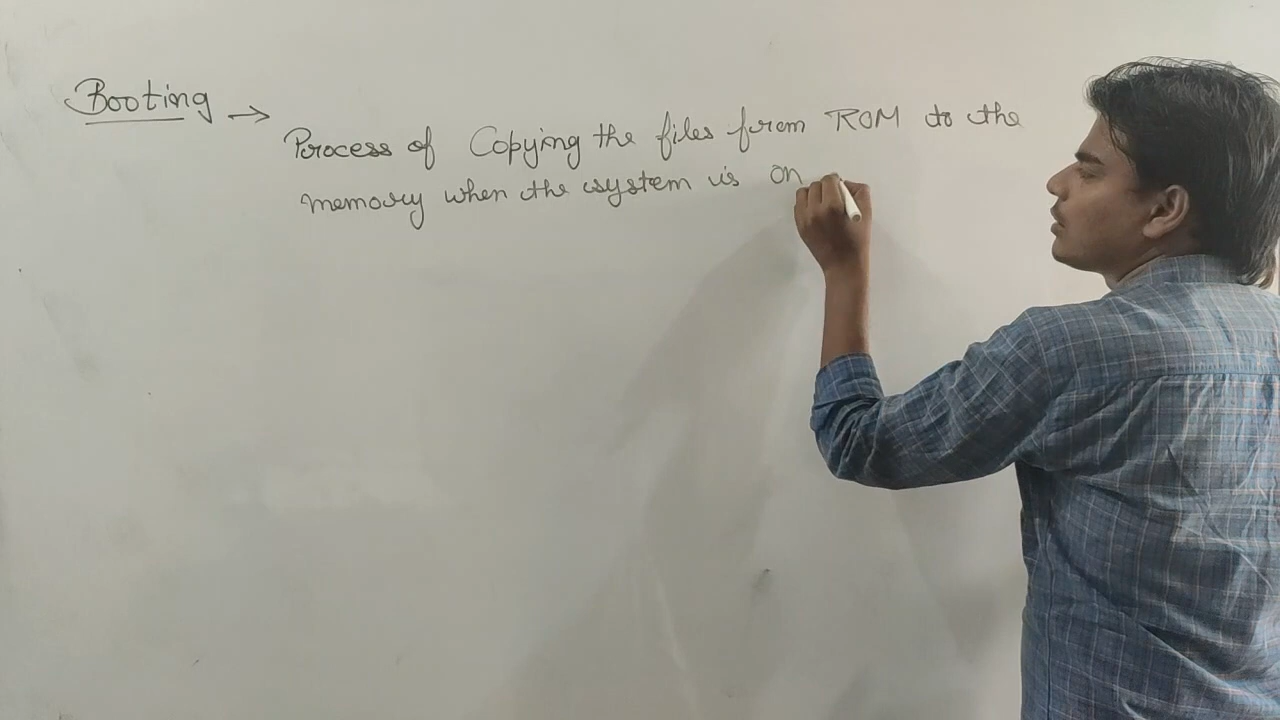 Booting →
Process of Copying the files from ROM to the
memory when the system is on